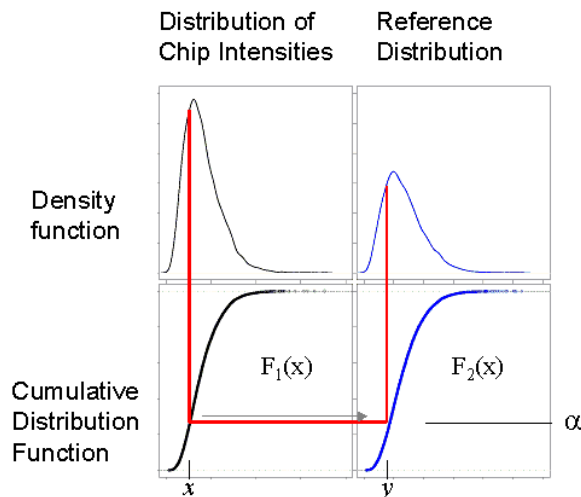 Distribution of
Chip Intensities
Reference
Distribution
Density
function
Cumulative
Distribution
Function
F₁(x)
F₂(x)
α
x
y